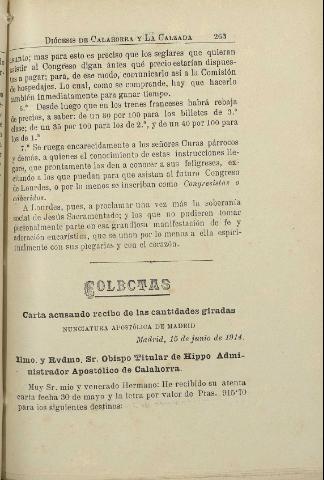 DIÓCESIS DE CALAHORRA Y LA CALZADA 263
tuanto; mas para esto es preciso que los seglares que quieran
asistir al Congreso digan antes qué precio estarían dispues-
tos a pagar; para, de ese modo, comunicarlo asi a la Comisión
de hospedajes. Lo cual, como se comprende, hay que hacerlo
también inmediatamente para ganar tiempo.
6.ª Desde luego que en los trenes franceses habrá rebaja
de precios, a saber: de un 30 por 100 para los billetes de 3.ª
clase; de un 35 por 100 para los de 2.ª, y de un 40 por 100 para
los de 1.ª
7.ª Se ruega encarecidamente a los señores Curas párrocos
y demás, a quienes el conocimiento de estas instrucciones lle-
gare, que prontamente las den a conocer a sus feligreses, ex-
citando a los que puedan para que asistan al futuro Congreso
de Lourdes, o por lo menos se inscriban como Congresistas o
adheridos.
A Lourdes, pues, a proclamar una vez más la soberanía
social de Jesús Sacramentado; y los que no pudieren tomar
personalmente parte en esa grandiosa manifestación de fe y
adoración eucarística, que se unan por lo menos a ella espiri-
tualmente con sus plegarias y con el corazón.
COLECTAS
Carta acusando recibo de las cantidades giradas
NUNCIATURA APOSTÓLICA DE MADRID
Madrid, 15 de junio de 1914.
Ilmo. y Rvdmo. Sr. Obispo Titular de Hippo Admi-
nistrador Apostólico de Calahorra.
Muy Sr. mio y venerado Hermano: He recibido su atenta
carta fecha 30 de mayo y la letra por valor de Ptas. 915'70
para los siguientes destinos: